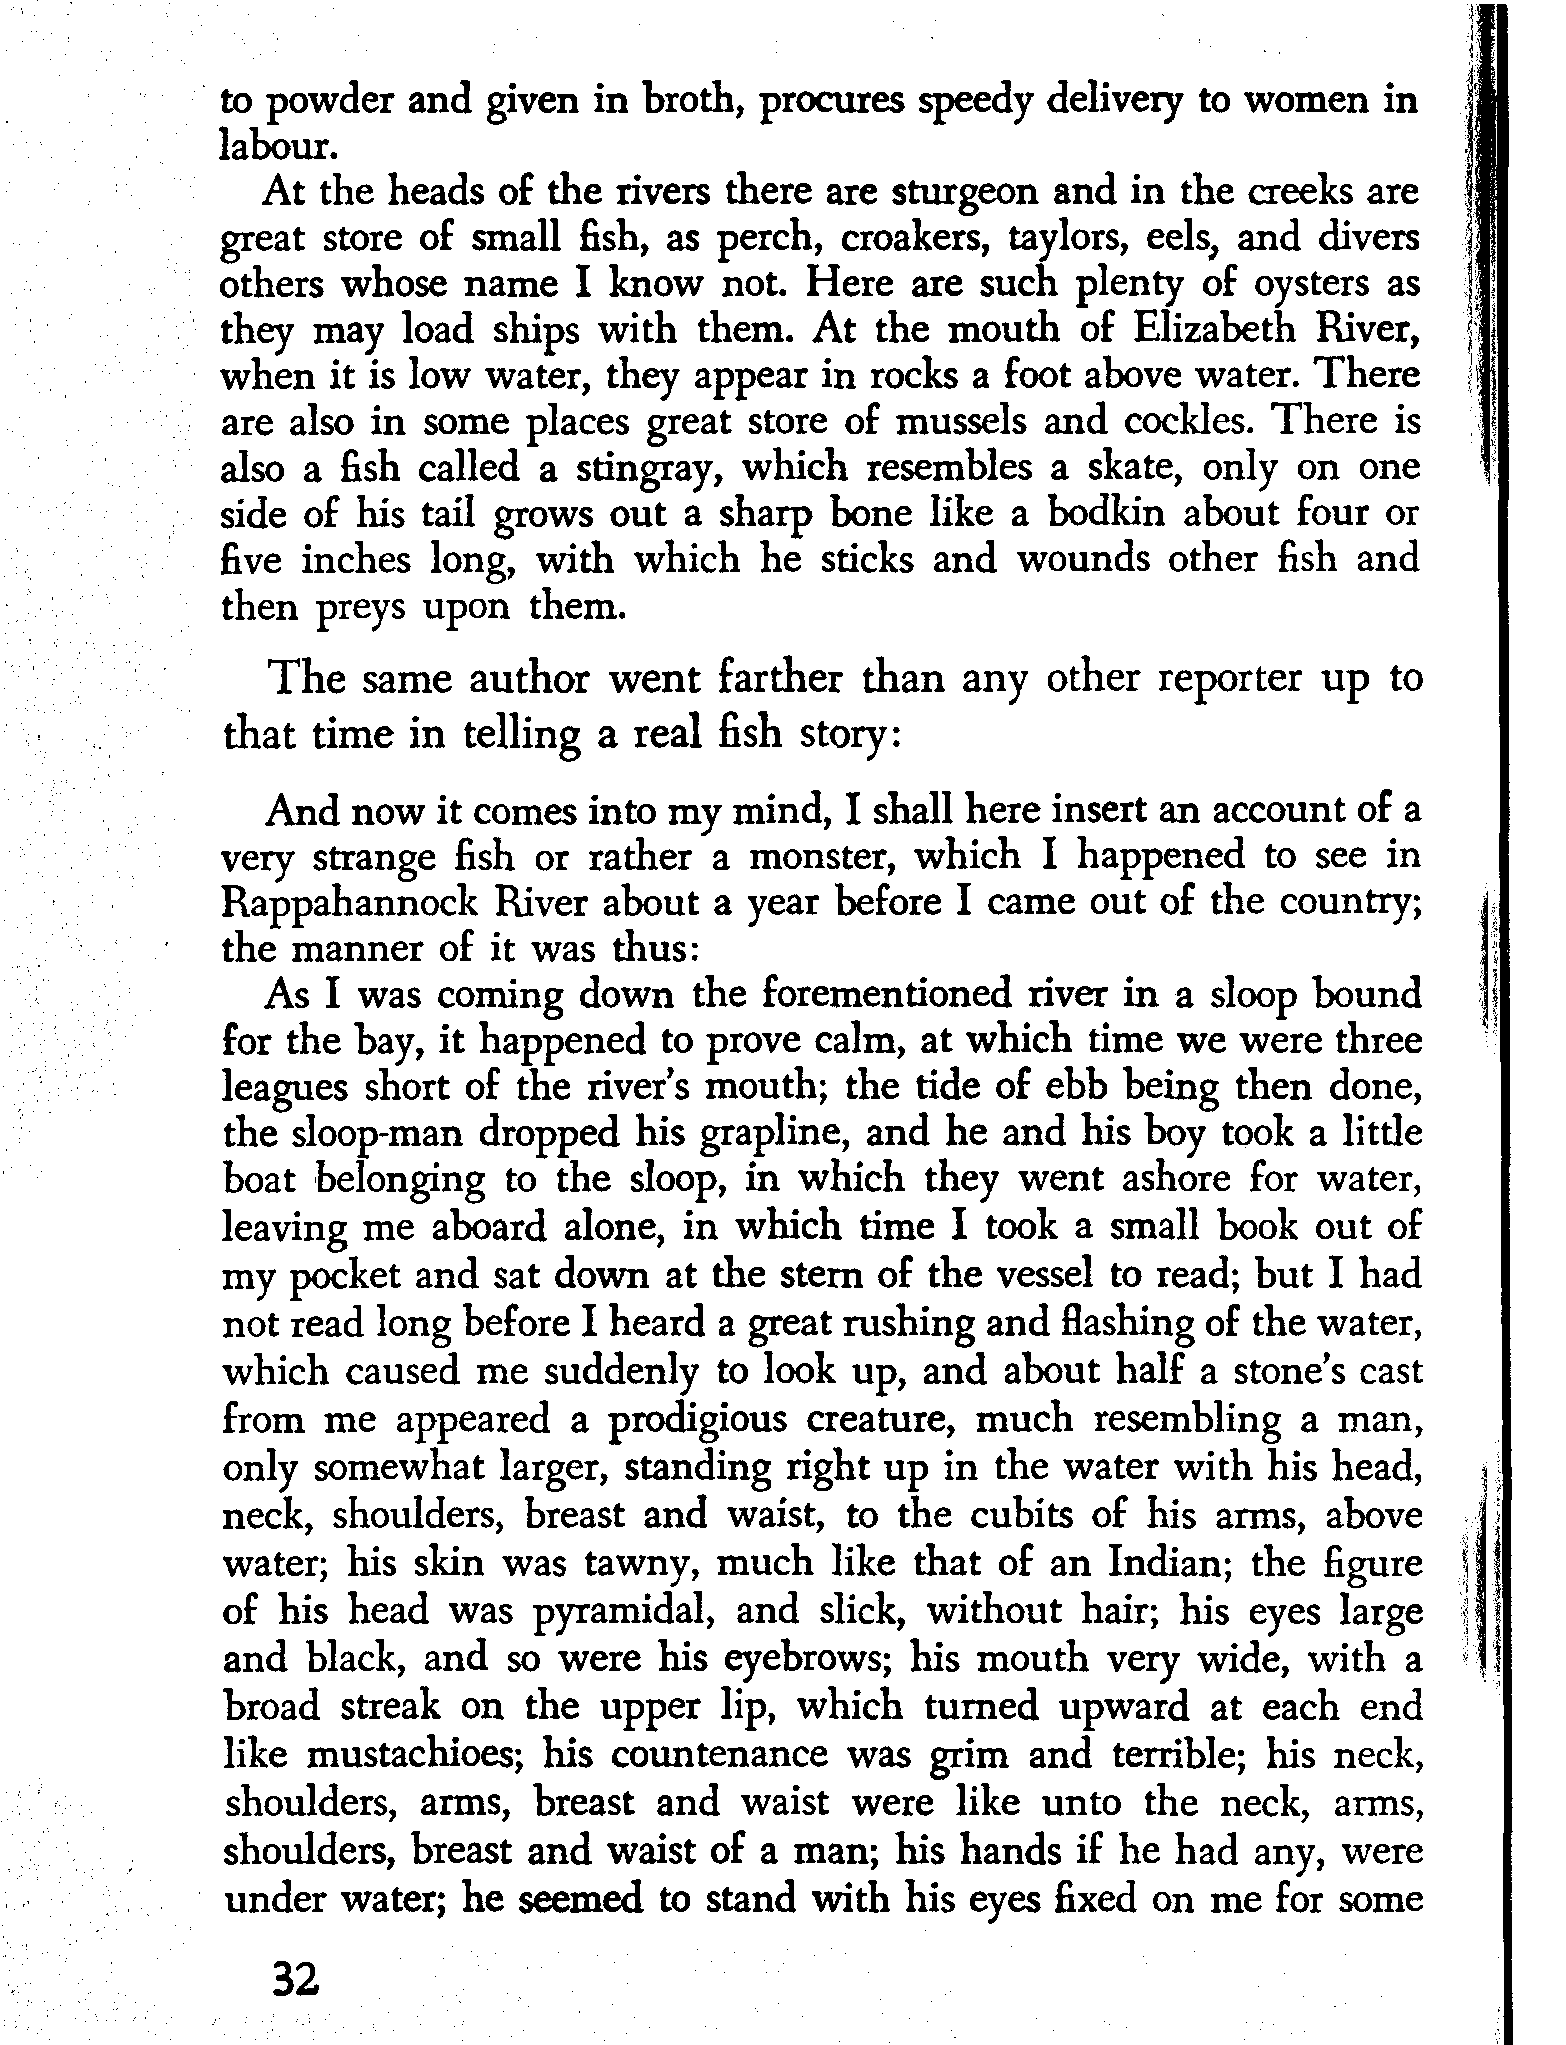 to powder and given in broth, procures speedy delivery to women in
labour.
At the heads of the rivers there are sturgeon and in the creeks are
great store of small fish, as perch, croakers, taylors, eels, and divers
others whose name I know not. Here are such plenty of oysters as
they may load ships with them. At the mouth of Elizabeth River,
when it is low water, they appear in rocks a foot above water. There
are also in some places great store of mussels and cockles. There is
also a fish called a stingray, which resembles a skate, only on one
side of his tail grows out a sharp bone like a bodkin about four or
five inches long, with which he sticks and wounds other fish and
then preys upon them.
The same author went farther than any other reporter up to
that time in telling a real fish story:
And now it comes into my mind, I shall here insert an account of a
very strange fish or rather a monster, which I happened to see in
Rappahannock River about a year before I came out of the country;
the manner of it was thus:
As I was coming down the forementioned river in a sloop bound
for the bay, it happened to prove calm, at which time we were three
leagues short of the river's mouth; the tide of ebb being then done,
the sloop-man dropped his grapline, and he and his boy took a little
boat belonging to the sloop, in which they went ashore for water,
leaving me aboard alone, in which time I took a small book out of
my pocket and sat down at the stern of the vessel to read; but I had
not read long before I heard a great rushing and flashing of the water,
which caused me suddenly to look up, and about half a stone's cast
from me appeared a prodigious creature, much resembling a man,
only somewhat larger, standing right up in the water with his head,
neck, shoulders, breast and waist, to the cubits of his arms, above
water; his skin was tawny, much like that of an Indian; the figure
of his head was pyramidal, and slick, without hair; his eyes large
and black, and so were his eyebrows; his mouth very wide, with a
broad streak on the upper lip, which turned upward at each end
like mustachioes; his countenance was grim and terrible; his neck,
shoulders, arms, breast and waist were like unto the neck, arms,
shoulders, breast and waist of a man; his hands if he had any, were
under water; he seemed to stand with his eyes fixed on me for some
32